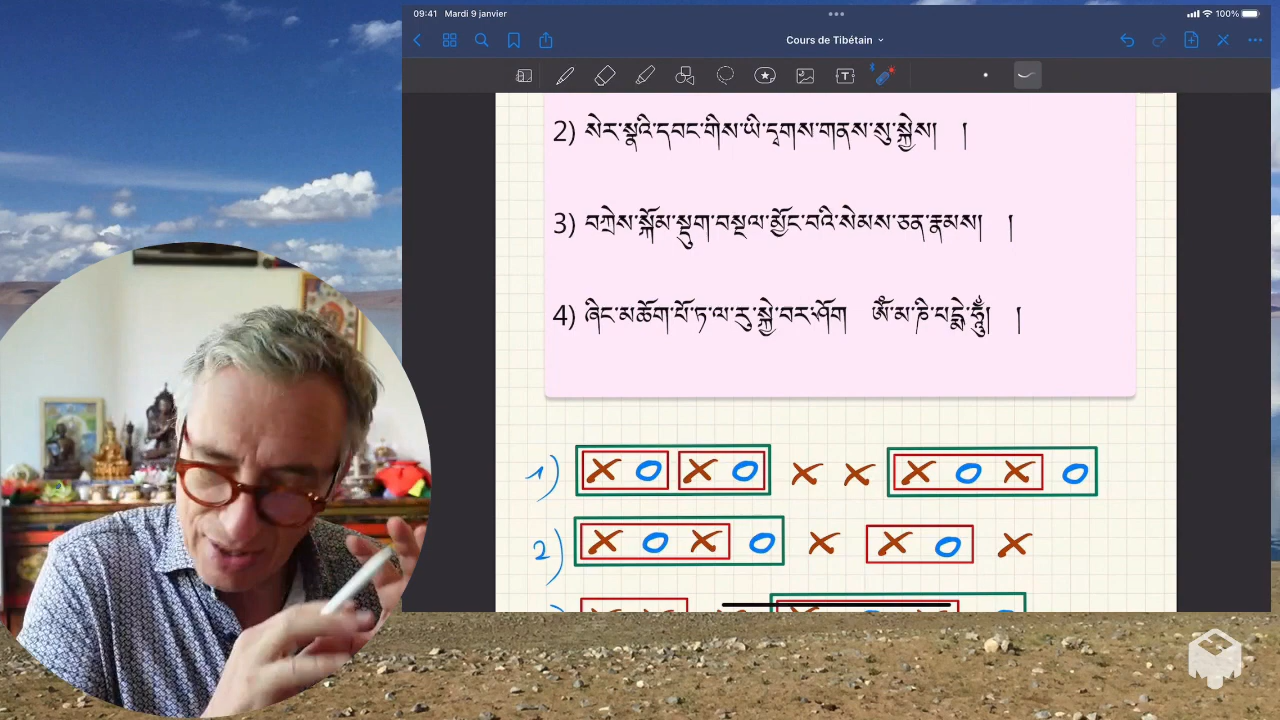 09:41 Mardi 9 janvier
100%
Cours de Tibétain
2) སེར་སྣའི་དབང་གིས་ཡི་དྭགས་གནས་སུ་སྐྱེས། །
3) བཀྲེས་སྐོམ་སྡུག་བསྔལ་མྱོང་བའི་སེམས་ཅན་རྣམས། །
4) ཞིང་མཆོག་པོ་ཏ་ལ་རུ་སྐྱེ་བར་ཤོག ཨོཾ་མ་ཎི་པདྨེ་ཧཱུྃ། །
1) X O X O X X X O X O
2) X O X O X X O X